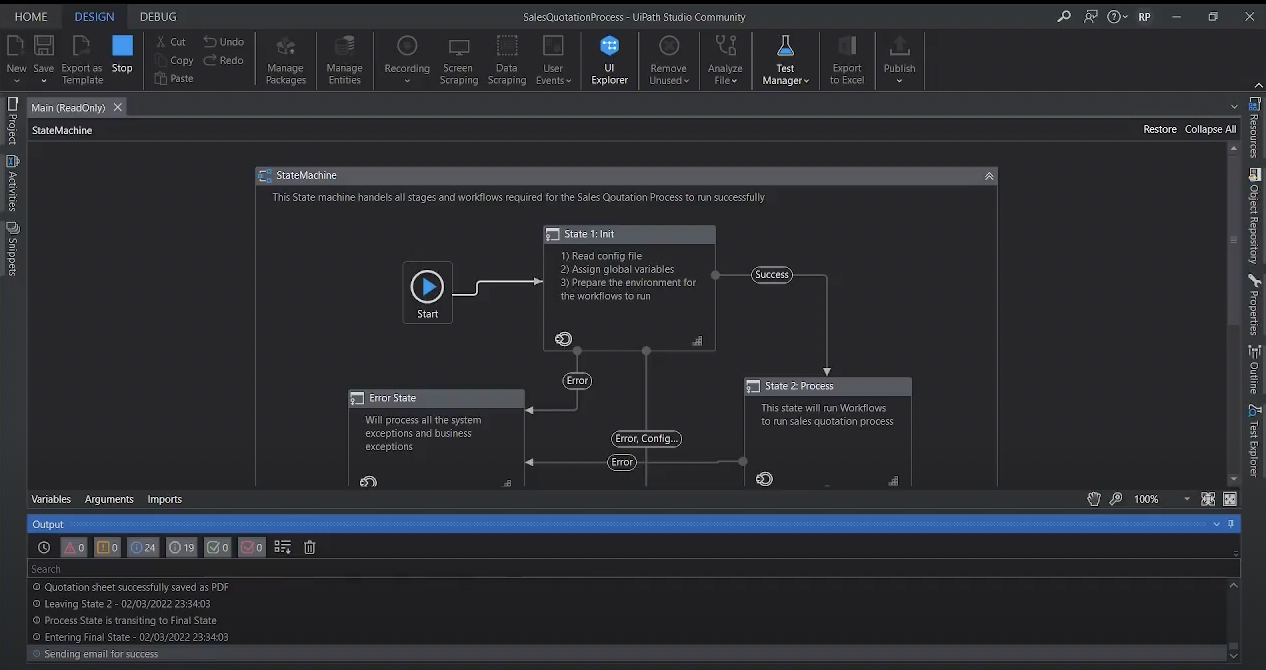 HOME DESIGN DEBUG SalesQuotationProcess - UiPath Studio Community RP
New Save Export as Template Stop Cut Copy Paste Undo Redo Manage Packages Manage Entities Recording Screen Scraping Data Scraping User Events UI Explorer Remove Unused Analyze File Test Manager Export to Excel Publish
Main (ReadOnly)
StateMachine Restore Collapse All
Project
Activities
Snippets
Resources
Object Repository
Properties
Outline
Test Explorer
StateMachine
This State machine handels all stages and workflows required for the Sales Qoutation Process to run successfully
Start
State 1: Init
1) Read config file
2) Assign global variables
3) Prepare the environment for
the workflows to run
Success
Error
Error State
Will process all the system
exceptions and business
exceptions
Error, Config...
Error
State 2: Process
This state will run Workflows
to run sales quotation process
Variables Arguments Imports 100%
Output
0 0 24 19 0 0
Search
Quotation sheet successfully saved as PDF
Leaving State 2 - 02/03/2022 23:34:03
Process State is transiting to Final State
Entering Final State - 02/03/2022 23:34:03
Sending email for success